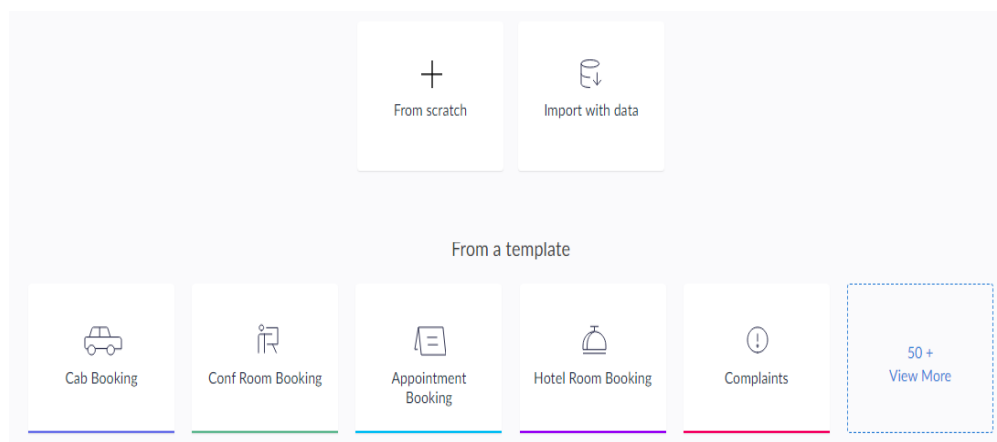 From scratch
Import with data
From a template
Cab Booking
Conf Room Booking
Appointment
Booking
Hotel Room Booking
Complaints
50 +
View More